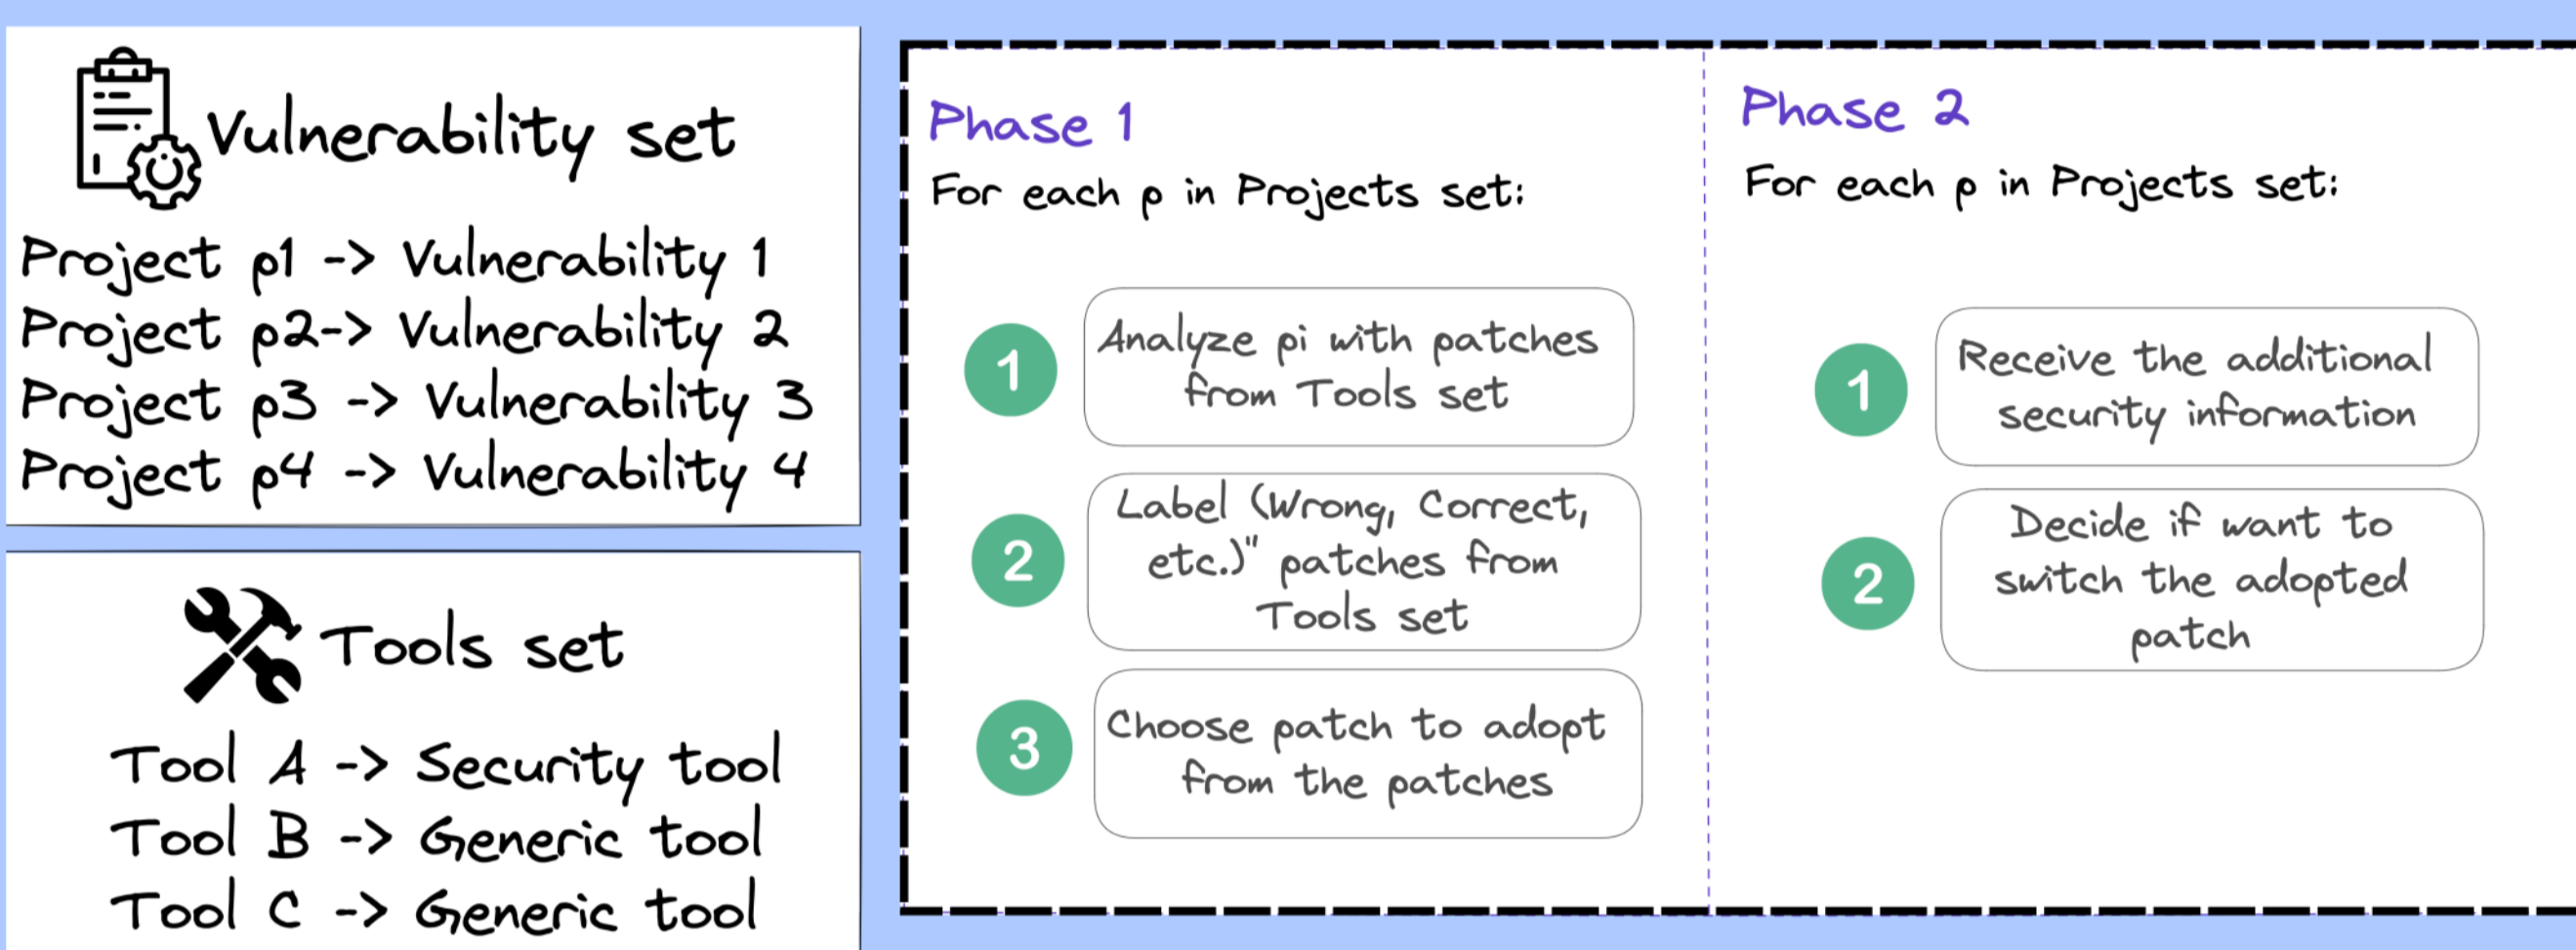 Vulnerability set
Project p1 -> Vulnerability 1
Project p2-> Vulnerability 2
Project p3 -> Vulnerability 3
Project p4 -> Vulnerability 4
Tools set
Tool A -> Security tool
Tool B -> Generic tool
Tool C -> Generic tool
Phase 1
For each p in Projects set:
1
Analyze pi with patches
from Tools set
2
Label (Wrong, Correct,
etc.)" patches from
Tools set
3
Choose patch to adopt
from the patches
Phase 2
For each p in Projects set:
1
Receive the additional
security information
2
Decide if want to
switch the adopted
patch